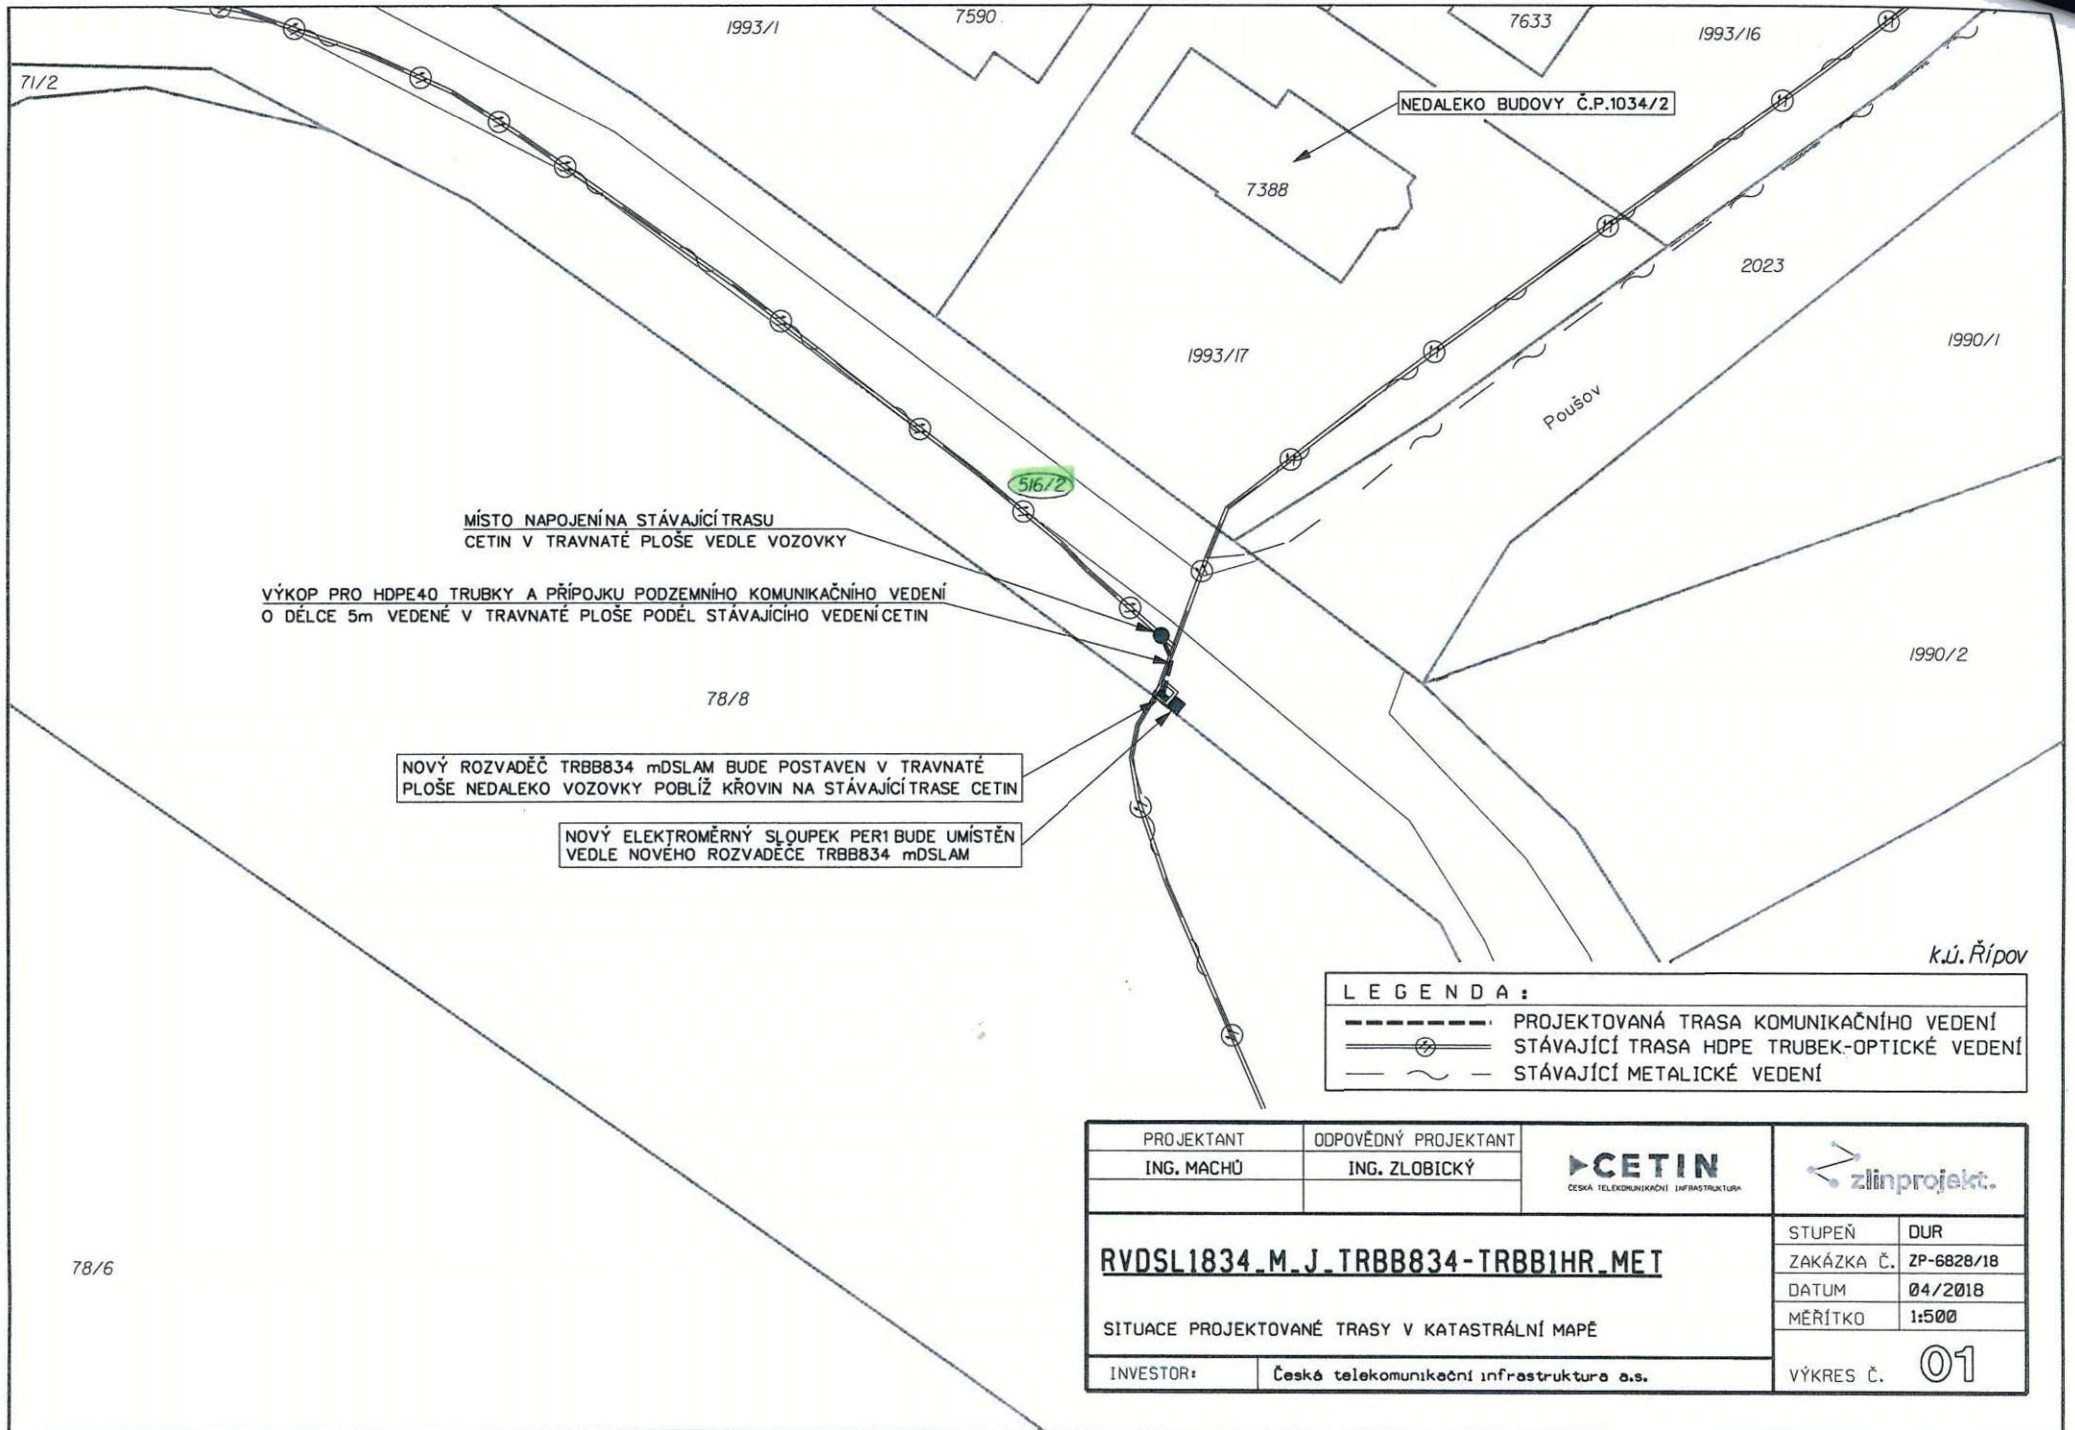 1993/1
7590
7633
1993/16
71/2
NEDALEKO BUDOVY Č.P.1034/2
7388
2023
1990/1
1993/17
Poušov
516/2
MÍSTO NAPOJENÍ NA STÁVAJÍCÍ TRASU
CETIN V TRAVNATÉ PLOŠE VEDLE VOZOVKY
VÝKOP PRO HDPE40 TRUBKY A PŘÍPOJKU PODZEMNÍHO KOMUNIKAČNÍHO VEDENÍ
O DÉLCE 5m VEDENÉ V TRAVNATÉ PLOŠE PODÉL STÁVAJÍCÍHO VEDENÍ CETIN
1990/2
78/8
NOVÝ ROZVADĚČ TRBB834 mDSLAM BUDE POSTAVEN V TRAVNATÉ
PLOŠE NEDALEKO VOZOVKY POBLÍŽ KŘOVIN NA STÁVAJÍCÍ TRASE CETIN
NOVÝ ELEKTROMĚRNÝ SLOUPEK PER1 BUDE UMÍSTĚN
VEDLE NOVÉHO ROZVADĚČE TRBB834 mDSLAM
k.ú. Řípov
LEGENDA:
PROJEKTOVANÁ TRASA KOMUNIKAČNÍHO VEDENÍ
STÁVAJÍCÍ TRASA HDPE TRUBEK-OPTICKÉ VEDENÍ
STÁVAJÍCÍ METALICKÉ VEDENÍ
78/6
PROJEKTANT
ODPOVĚDNÝ PROJEKTANT
ING. MACHŮ
ING. ZLOBICKÝ
CETIN
ČESKÁ TELEKOMUNIKAČNÍ INFRASTRUKTURA
zlinprojekt.
RVDSL1834_M_J_TRBB834-TRBB1HR_MET
SITUACE PROJEKTOVANÉ TRASY V KATASTRÁLNÍ MAPĚ
INVESTOR:
Česká telekomunikační infrastruktura a.s.
STUPEŇ DUR
ZAKÁZKA Č. ZP-6828/18
DATUM 04/2018
MĚŘÍTKO 1:500
VÝKRES Č. 01